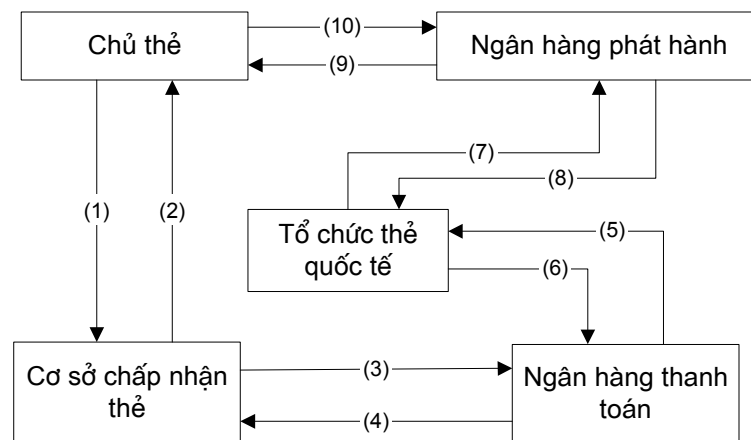 Chủ thẻ
(10)
(9)
Ngân hàng phát hành
(7)
(8)
(1)
(2)
Tổ chức thẻ
quốc tế
(5)
(6)
Cơ sở chấp nhận
thẻ
(3)
(4)
Ngân hàng thanh
toán